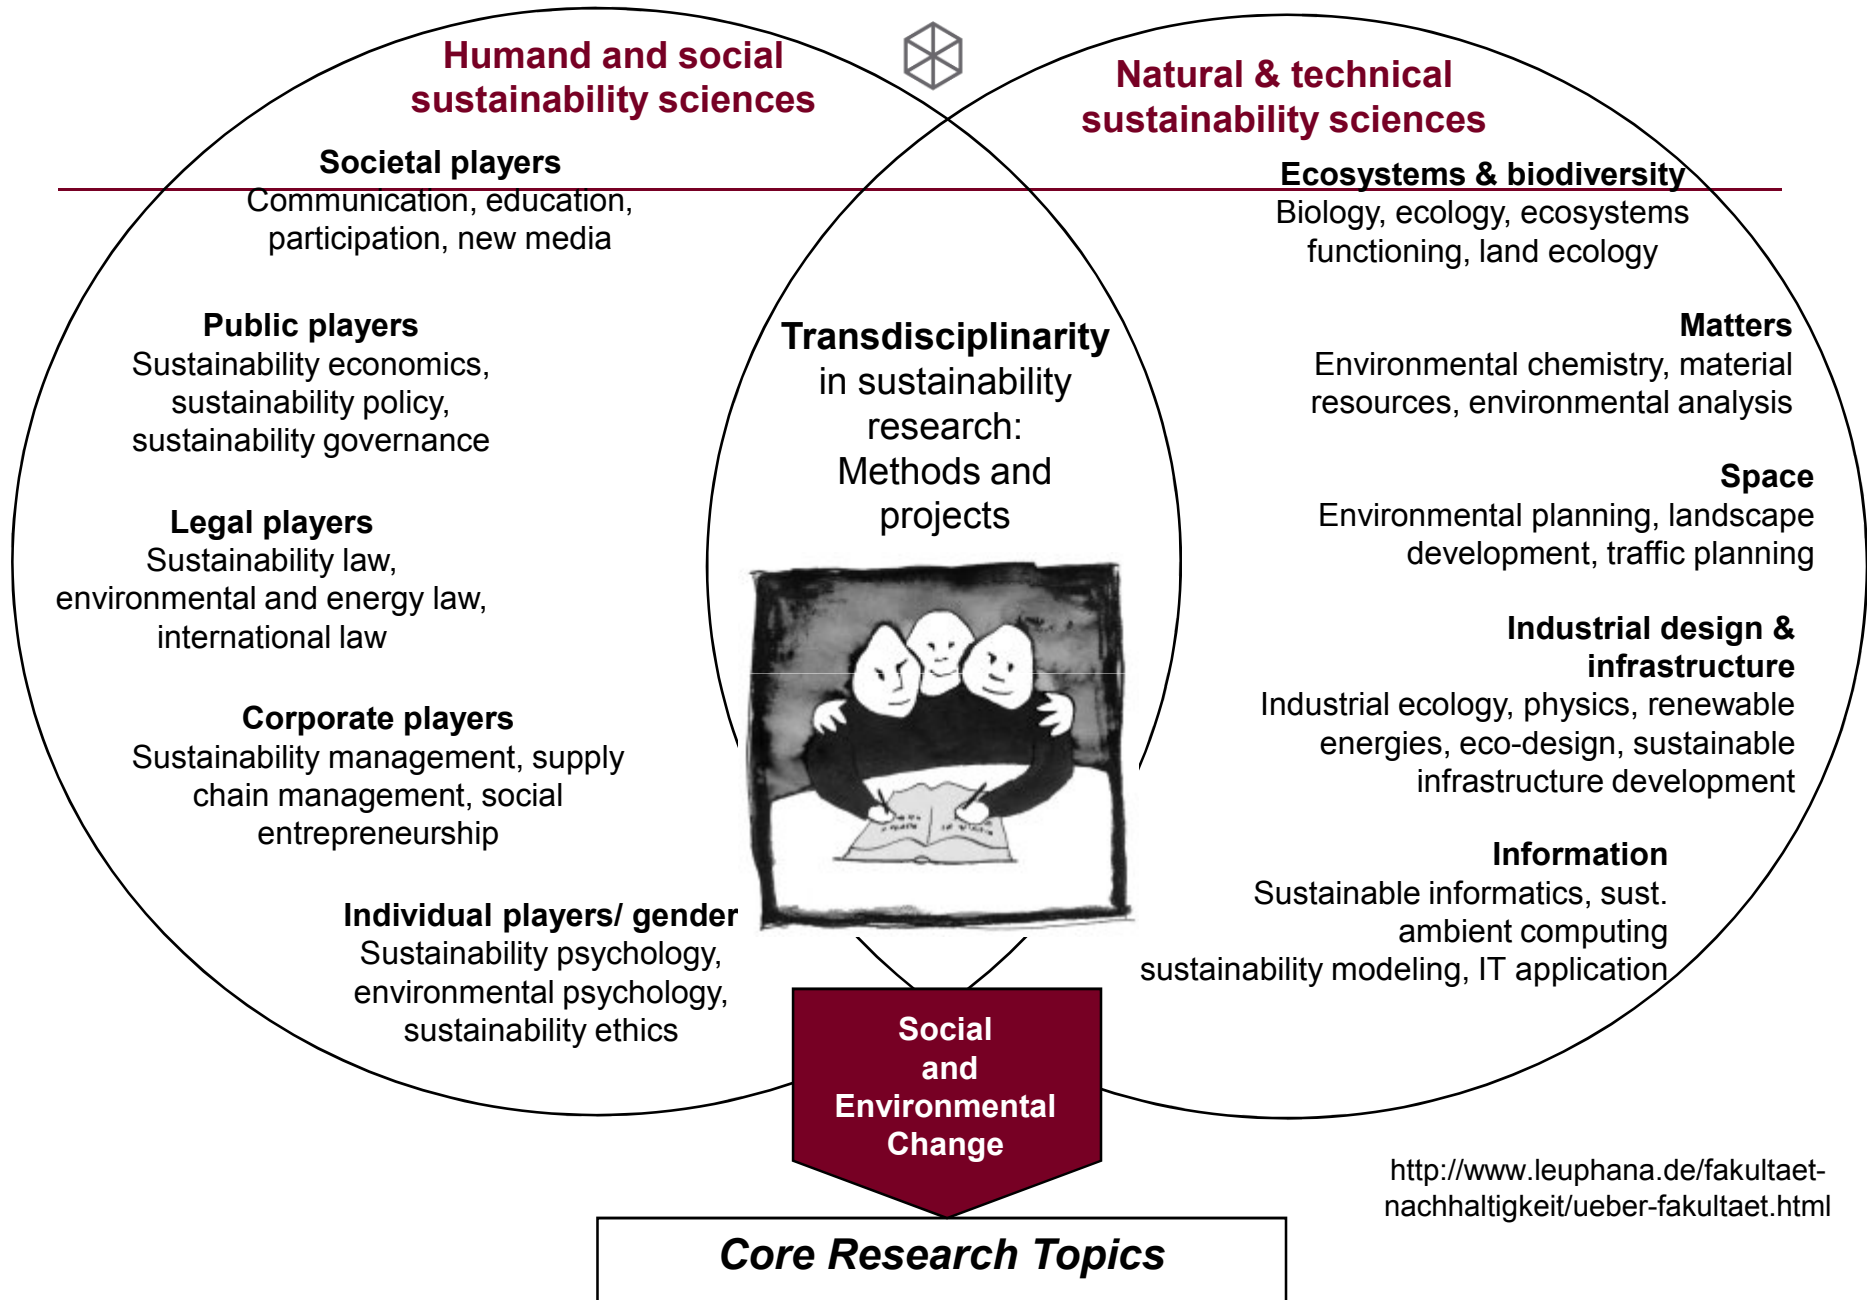 Humand and social
sustainability sciences
Societal players
Communication, education,
participation, new media
Public players
Sustainability economics,
sustainability policy,
sustainability governance
Legal players
Sustainability law,
environmental and energy law,
international law
Corporate players
Sustainability management, supply
chain management, social
entrepreneurship
Individual players/ gender
Sustainability psychology,
environmental psychology,
sustainability ethics
Transdisciplinarity
in sustainability
research:
Methods and
projects
Natural & technical
sustainability sciences
Ecosystems & biodiversity
Biology, ecology, ecosystems
functioning, land ecology
Matters
Environmental chemistry, material
resources, environmental analysis
Space
Environmental planning, landscape
development, traffic planning
Industrial design &
infrastructure
Industrial ecology, physics, renewable
energies, eco-design, sustainable
infrastructure development
Information
Sustainable informatics, sust.
ambient computing
sustainability modeling, IT application
Social
and
Environmental
Change
http://www.leuphana.de/fakultaet-
nachhaltigkeit/ueber-fakultaet.html
Core Research Topics